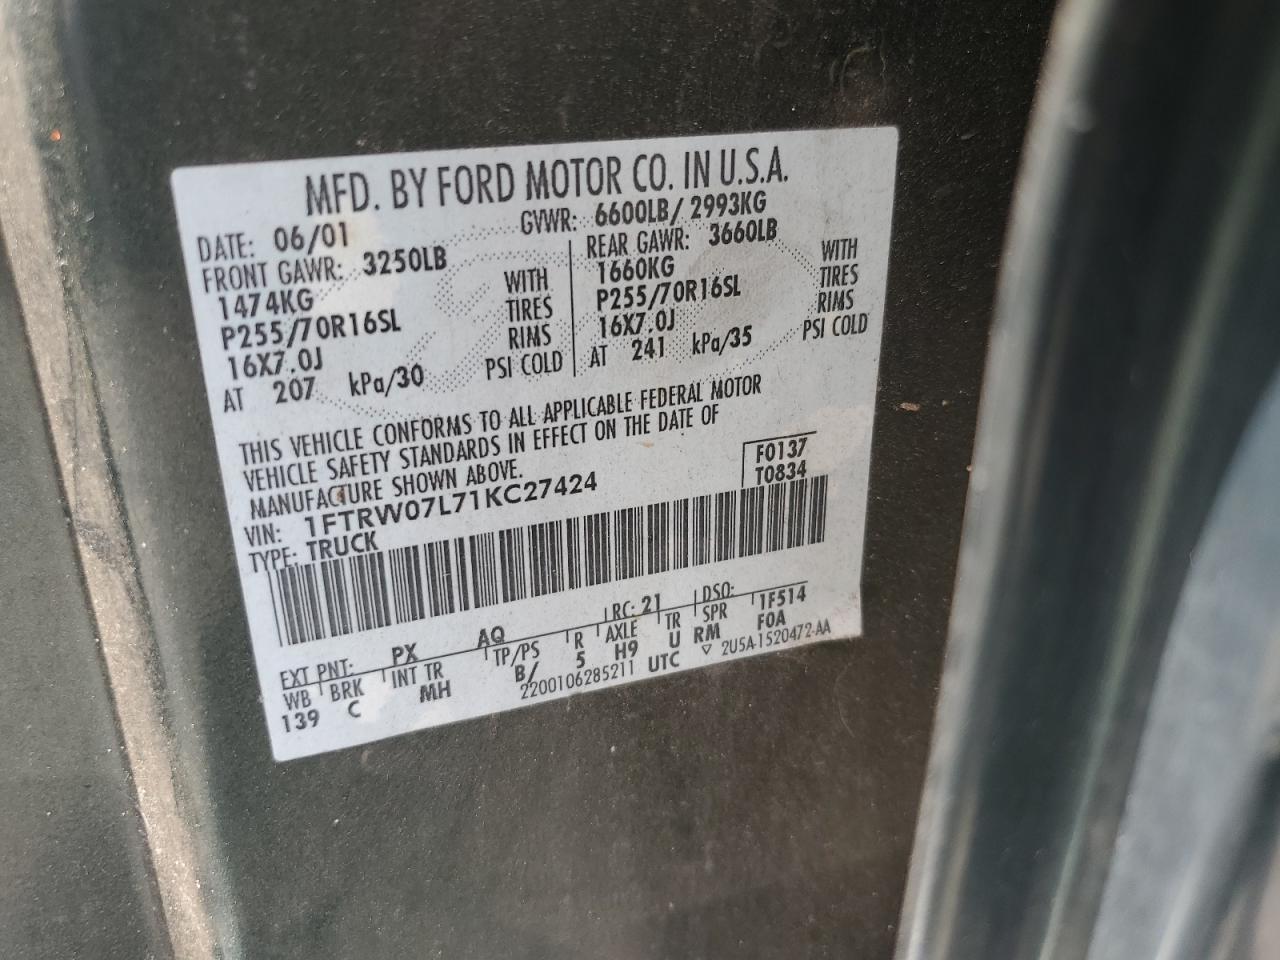 MFD. BY FORD MOTOR CO. IN U.S.A.
DATE: 06/01 GVWR: 6600LB/ 2993KG
FRONT GAWR: 3250LB REAR GAWR: 3660LB
1474KG WITH 1660KG WITH
P255/70R16SL TIRES P255/70R16SL TIRES
16X7.0J RIMS 16X7.0J RIMS
AT 207 kPa/30 PSI COLD AT 241 kPa/35 PSI COLD
THIS VEHICLE CONFORMS TO ALL APPLICABLE FEDERAL MOTOR
VEHICLE SAFETY STANDARDS IN EFFECT ON THE DATE OF
MANUFACTURE SHOWN ABOVE.
F0137
VIN: 1FTRW07L71KC27424 T0834
TYPE: TRUCK
EXT PNT: PX AQ RC: 21 DSO: 1F514
WB BRK INT TR TP/PS R AXLE TR SPR F0A
139 C MH B/ 5 H9 U RM
2200106285211 UTC ▽ 2U5A-1520472-AA